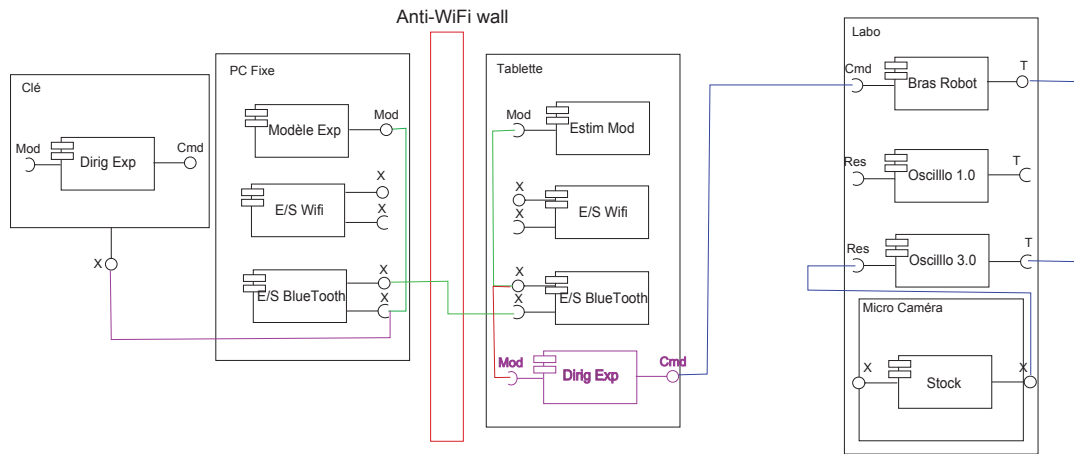 Anti-WiFi wall
Clé
Mod
Dirig Exp
Cmd
X
PC Fixe
Modèle Exp
Mod
E/S Wifi
X
X
E/S BlueTooth
X
X
Tablette
Mod
Estim Mod
X
X
E/S Wifi
X
X
E/S BlueTooth
Mod
Dirig Exp
Cmd
Labo
Cmd
Bras Robot
T
Res
Oscilllo 1.0
T
Res
Oscilllo 3.0
T
Micro Caméra
X
Stock
X